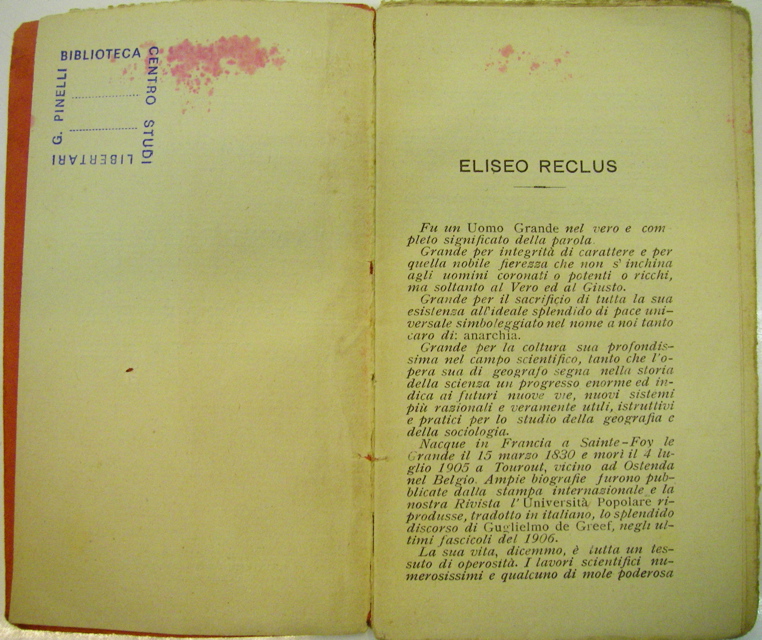 BIBLIOTECA
CENTRO STUDI
LIBERTARI
G. PINELLI
ELISEO RECLUS
Fu un Uomo Grande nel vero e com-
pleto significato della parola.
Grande per integrità di carattere e per
quella nobile fierezza che non s'inchina
agli uomini coronati o potenti o ricchi,
ma soltanto al Vero ed al Giusto.
Grande per il sacrificio di tutta la sua
esistenza all'ideale splendido di pace uni-
versale simboleggiato nel nome a noi tanto
caro di: anarchia.
Grande per la coltura sua profondis-
sima nel campo scientifico, tanto che l'o-
pera sua di geografo segna nella storia
della scienza un progresso enorme ed in-
dica ai futuri nuove vie, nuovi sistemi
più razionali e veramente utili, istruttivi
e pratici per lo studio della geografia e
della sociologia.
Nacque in Francia a Sainte-Foy le
Grande il 15 marzo 1830 e morì il 4 lu-
glio 1905 a Tourout, vicino ad Ostenda
nel Belgio. Ampie biografie furono pub-
blicate dalla stampa internazionale e la
nostra Rivista l'Università Popolare ri-
produsse, tradotto in italiano, lo splendido
discorso di Guglielmo de Greef, negli ul-
timi fascicoli del 1906.
La sua vita, dicemmo, è tutta un tes-
suto di operosità. I lavori scientifici nu-
merosissimi e qualcuno di mole poderosa